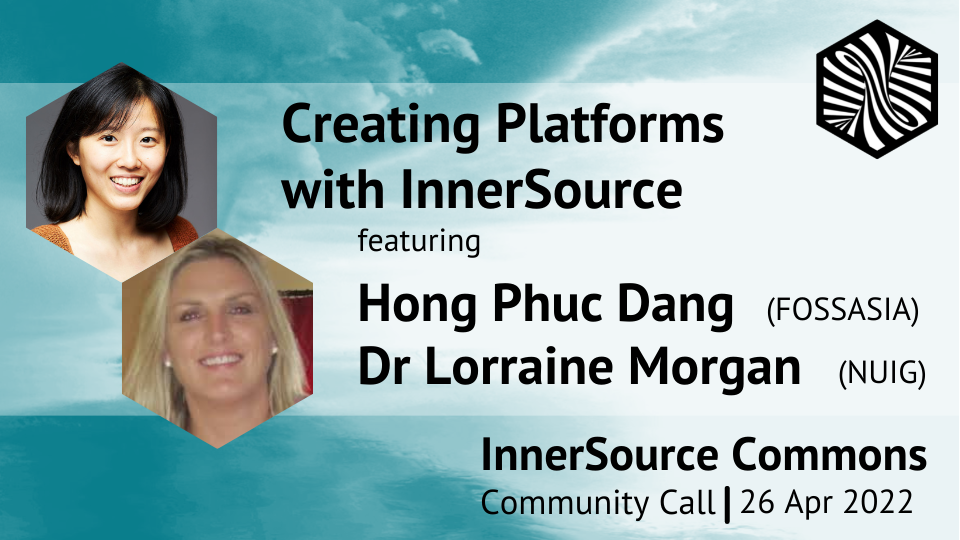 Creating Platforms
with InnerSource
featuring
Hong Phuc Dang (FOSSASIA)
Dr Lorraine Morgan (NUIG)
InnerSource Commons
Community Call | 26 Apr 2022